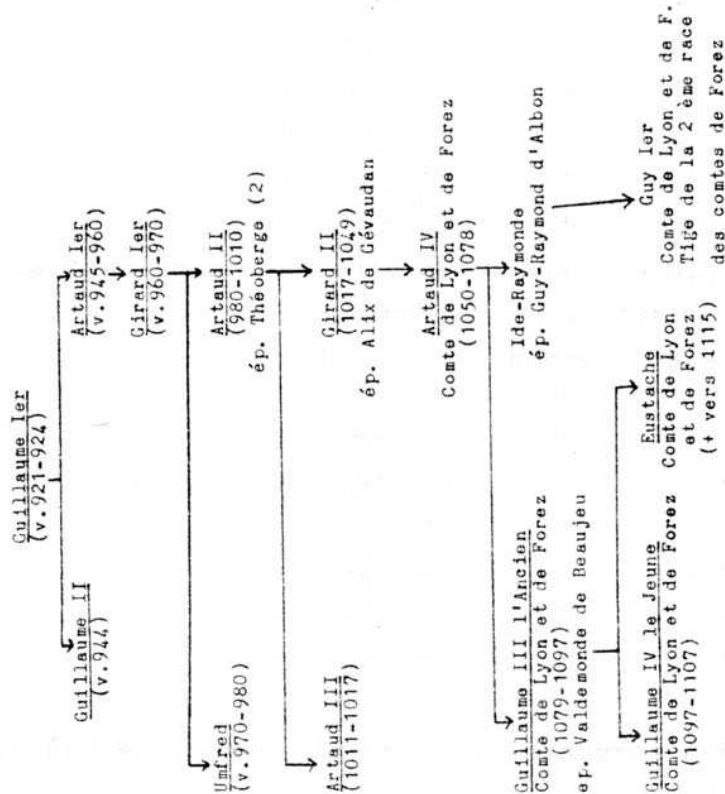 Guillaume Ier
(v.921-924)
Guillaume II
(v.944)
Artaud Ier
(v.945-960)
Girard Ier
(v.960-970)
Umfred
(v.970-980)
Artaud II
(980-1010)
ép. Théoberge (2)
Artaud III
(1011-1017)
Girard II
(1017-1049)
ép. Alix de Gévaudan
Artaud IV
Comte de Lyon et de Forez
(1050-1078)
Guillaume III l'Ancien
Comte de Lyon et de Forez
(1079-1097)
ép. Valdemonde de Beaujeu
Ide-Raymonde
ép. Guy-Raymond d'Albon
Guillaume IV le Jeune
Comte de Lyon et de Forez
(1097-1107)
Eustache
Comte de Lyon
et de Forez
(+ vers 1115)
Guy Ier
Comte de Lyon et de F.
Tige de la 2 ème race
des comtes de Forez